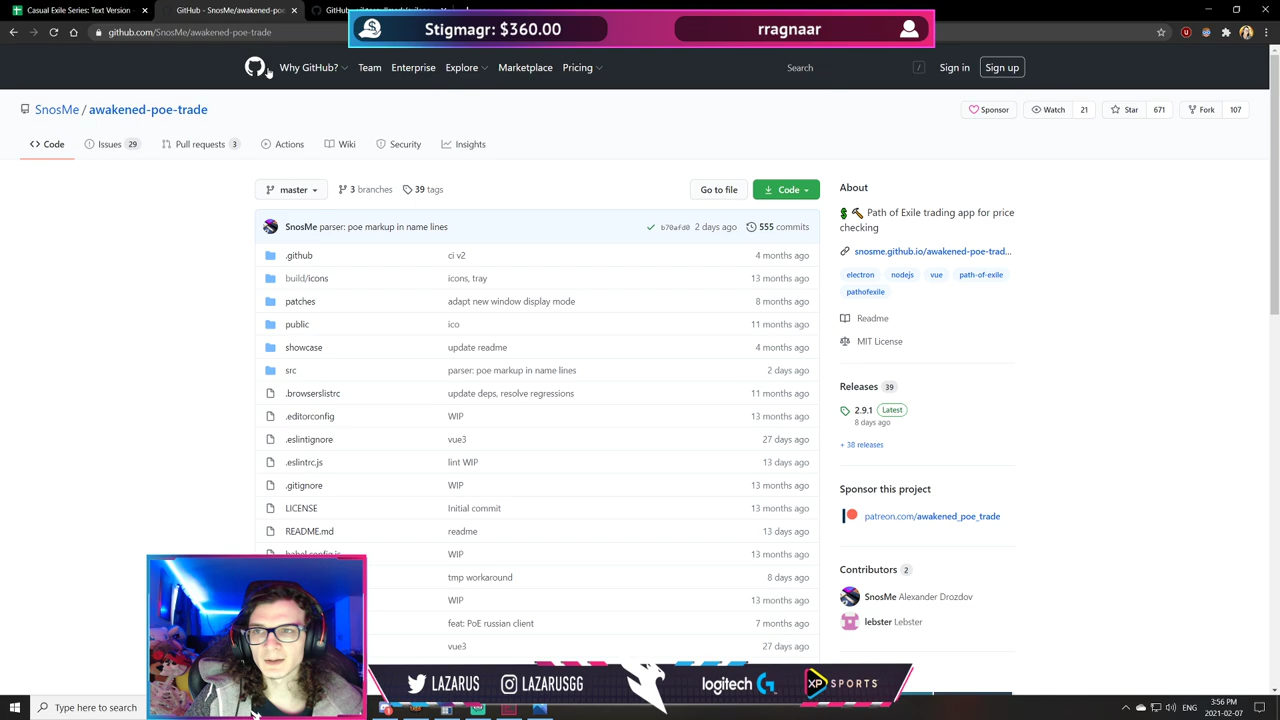 Casual Exile Series: Text Version
GitHub - SnosMe/awakened-poe
Stigmagr: $360.00
rragnaar
github.com/SnosMe/awakened-poe-trade
Why GitHub?
Team
Enterprise
Explore
Marketplace
Pricing
Search
/
Sign in
Sign up
SnosMe / awakened-poe-trade
Sponsor
Watch
21
Star
671
Fork
107
Code
Issues 29
Pull requests 3
Actions
Wiki
Security
Insights
master
3 branches
39 tags
Go to file
Code
SnosMe parser: poe markup in name lines
b70afd0 2 days ago
555 commits
.github
ci v2
4 months ago
build/icons
icons, tray
13 months ago
patches
adapt new window display mode
8 months ago
public
ico
11 months ago
showcase
update readme
4 months ago
src
parser: poe markup in name lines
2 days ago
.browserslistrc
update deps, resolve regressions
11 months ago
.editorconfig
WIP
13 months ago
.eslintignore
vue3
27 days ago
.eslintrc.js
lint WIP
13 days ago
.gitignore
WIP
13 months ago
LICENSE
Initial commit
13 months ago
README.md
readme
13 days ago
babel.config.js
WIP
13 months ago
tmp workaround
8 days ago
WIP
13 months ago
feat: PoE russian client
7 months ago
vue3
27 days ago
About
Path of Exile trading app for price
checking
snosme.github.io/awakened-poe-trad...
electron
nodejs
vue
path-of-exile
pathofexile
Readme
MIT License
Releases 39
2.9.1
Latest
8 days ago
+ 38 releases
Sponsor this project
patreon.com/awakened_poe_trade
Contributors 2
SnosMe Alexander Drozdov
lebster Lebster
LAZARUS
LAZARUSGG
logitech G
XP SPORTS
Type here to search
3:56 PM
2021-02-07